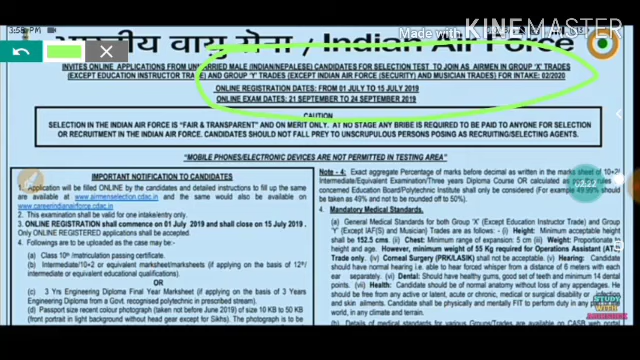 3:58 PM
Made with KINEMASTER
भारतीय वायु सेना / Indian Air Force
INVITES ONLINE APPLICATIONS FROM UNMARRIED MALE (INDIAN/NEPALESE) CANDIDATES FOR SELECTION TEST TO JOIN AS AIRMEN IN GROUP 'X' TRADES
(EXCEPT EDUCATION INSTRUCTOR TRADE) AND GROUP 'Y' TRADES {EXCEPT INDIAN AIR FORCE (SECURITY) AND MUSICIAN TRADES} FOR INTAKE: 02/2020
ONLINE REGISTRATION DATES: FROM 01 JULY TO 15 JULY 2019
ONLINE EXAM DATES: 21 SEPTEMBER TO 24 SEPTEMBER 2019
CAUTION
SELECTION IN THE INDIAN AIR FORCE IS "FAIR & TRANSPARENT" AND ON MERIT ONLY. AT NO STAGE ANY BRIBE IS REQUIRED TO BE PAID TO ANYONE FOR SELECTION
OR RECRUITMENT IN THE INDIAN AIR FORCE. CANDIDATES SHOULD NOT FALL PREY TO UNSCRUPULOUS PERSONS POSING AS RECRUITING/SELECTING AGENTS.
"MOBILE PHONES/ELECTRONIC DEVICES ARE NOT PERMITTED IN TESTING AREA"
IMPORTANT NOTIFICATION TO CANDIDATES
1. Application will be filled ONLINE by the candidates and detailed instructions to fill up the same
are available at www.airmenselection.cdac.in and the same would also be available on
www.careerindianairforce.cdac.in
2. This examination shall be valid for one intake/entry only.
3. ONLINE REGISTRATION shall commence on 01 July 2019 and shall close on 15 July 2019.
Only ONLINE registered applications shall be accepted.
4. Followings are to be uploaded as the case may be:-
(a) Class 10th /matriculation passing certificate.
(b) Intermediate/10+2 or equivalent marksheet/marksheets (if applying on the basis of 12th/
intermediate or equivalent educational qualifications).
OR
(c) 3 Yrs Engineering Diploma Final Year Marksheet (if applying on the basis of 3 Years
Engineering Diploma from a Govt. recognised polytechnic in prescribed stream).
(d) Passport size recent colour photograph (taken not before June 2019) of size 10 KB to 50 KB
(front portrait in light background without head gear except for Sikhs). The photograph is to be
Note - 4: Exact aggregate Percentage of marks before decimal as written in the marks sheet of 10+2/
Intermediate/Equivalent Examination/Three years Diploma Course OR calculated as per
rules concerned Education Board/Polytechnic Institute shall only be considered (For example 49.99% should
be taken as 49% and not to be rounded off to 50%).
4. Mandatory Medical Standards.
(a) General Medical Standards for both Group 'X' (Except Education Instructor Trade) and Group
'Y' {Except IAF(S) and Musician} Trades are as follows: - (i) Height: Minimum acceptable
height is 152.5 cms. (ii) Chest: Minimum range of expansion: 5 cm (iii) Weight: Proportionate to
height and age. However, minimum weight of 55 Kg required for Operations Assistant (AT
Trade only. (iv) Corneal Surgery (PRK/LASIK) not be acceptable. (v) Hearing: Candidate
should have normal hearing i.e. able to hear forced whisper from a distance of 6 meters with each
ear separately. (vi) Dental: Should have healthy gums, good set of teeth and minimum 14 dental
points. (vii) Health: Candidate should be of normal anatomy without loss of any appendages. He
should be free from any active or latent, acute or chronic, medical or surgical disability or
and skin ailments. Candidate must be physically and mentally FIT to perform duty in any part of the
world, in any climate and terrain.
(b) Details of medical standards for various Groups/Trades are available on CASB web portal
STUDY
WITH